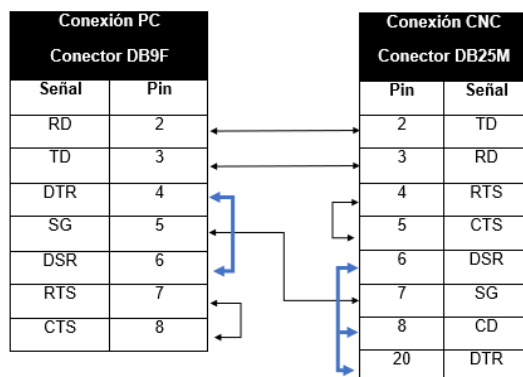 Conexión PC
Conector DB9F
Señal Pin
RD 2
TD 3
DTR 4
SG 5
DSR 6
RTS 7
CTS 8
Conexión CNC
Conector DB25M
Pin Señal
2 TD
3 RD
4 RTS
5 CTS
6 DSR
7 SG
8 CD
20 DTR